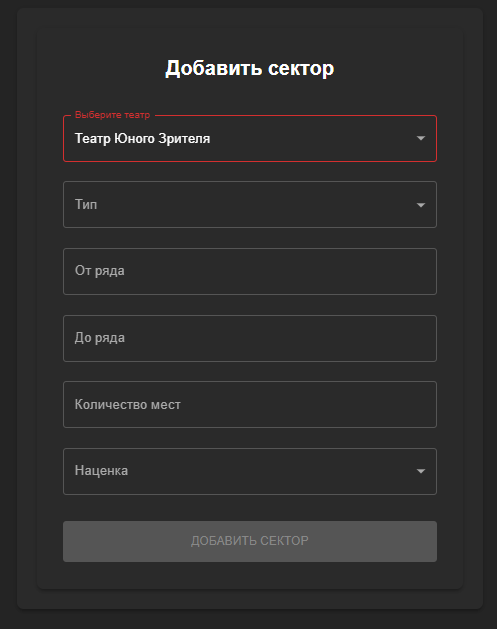 Добавить сектор
Выберите театр
Театр Юного Зрителя
Тип
От ряда
До ряда
Количество мест
Наценка
ДОБАВИТЬ СЕКТОР